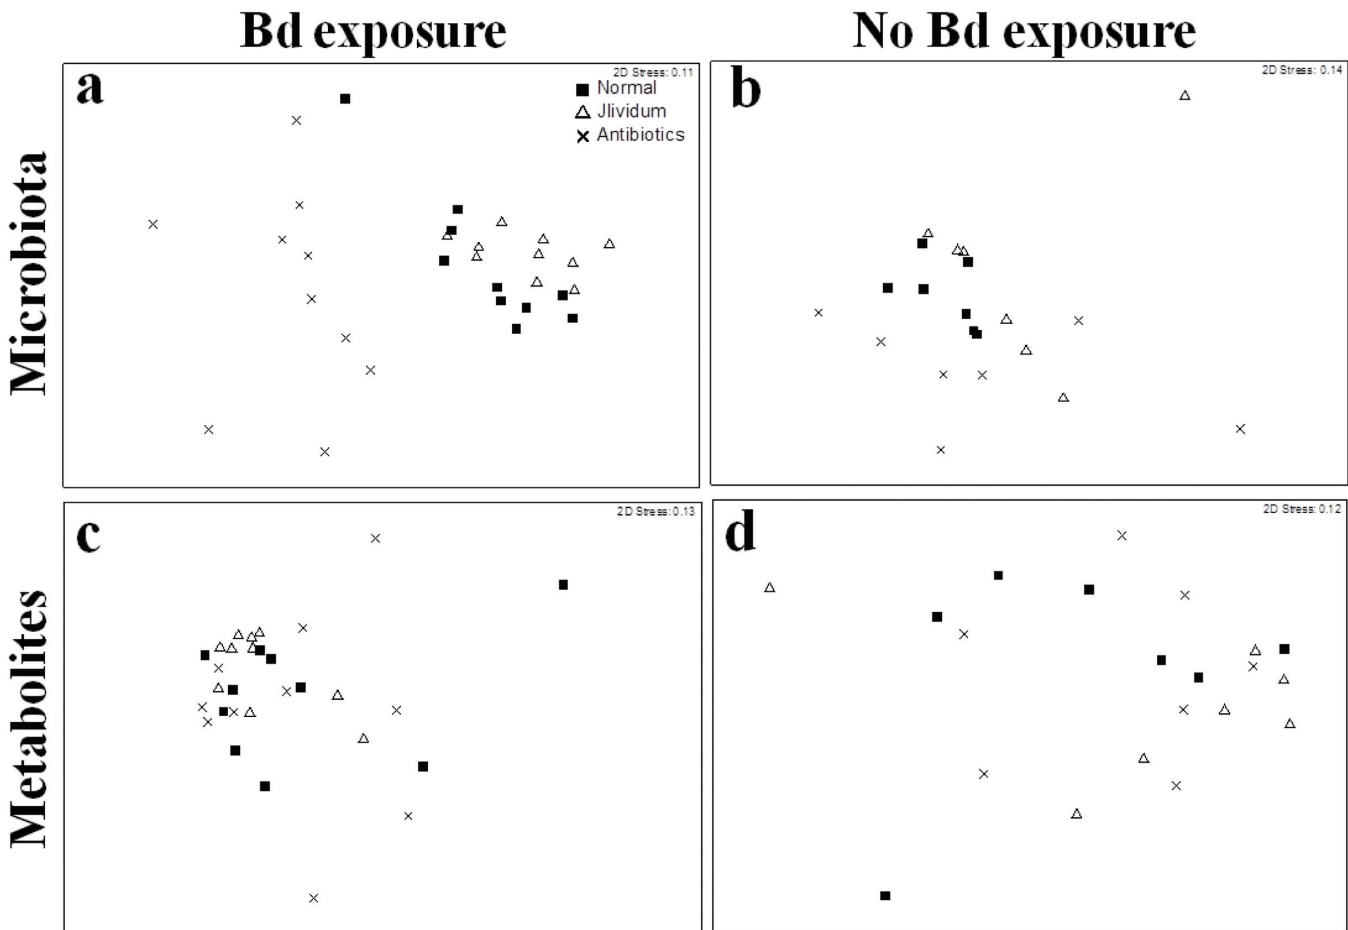 Bd exposure
No Bd exposure
Microbiota
a
2D Stress: 0.11
Normal
Jlividum
Antibiotics
b
2D Stress: 0.14
Metabolites
c
2D Stress: 0.13
d
2D Stress: 0.12